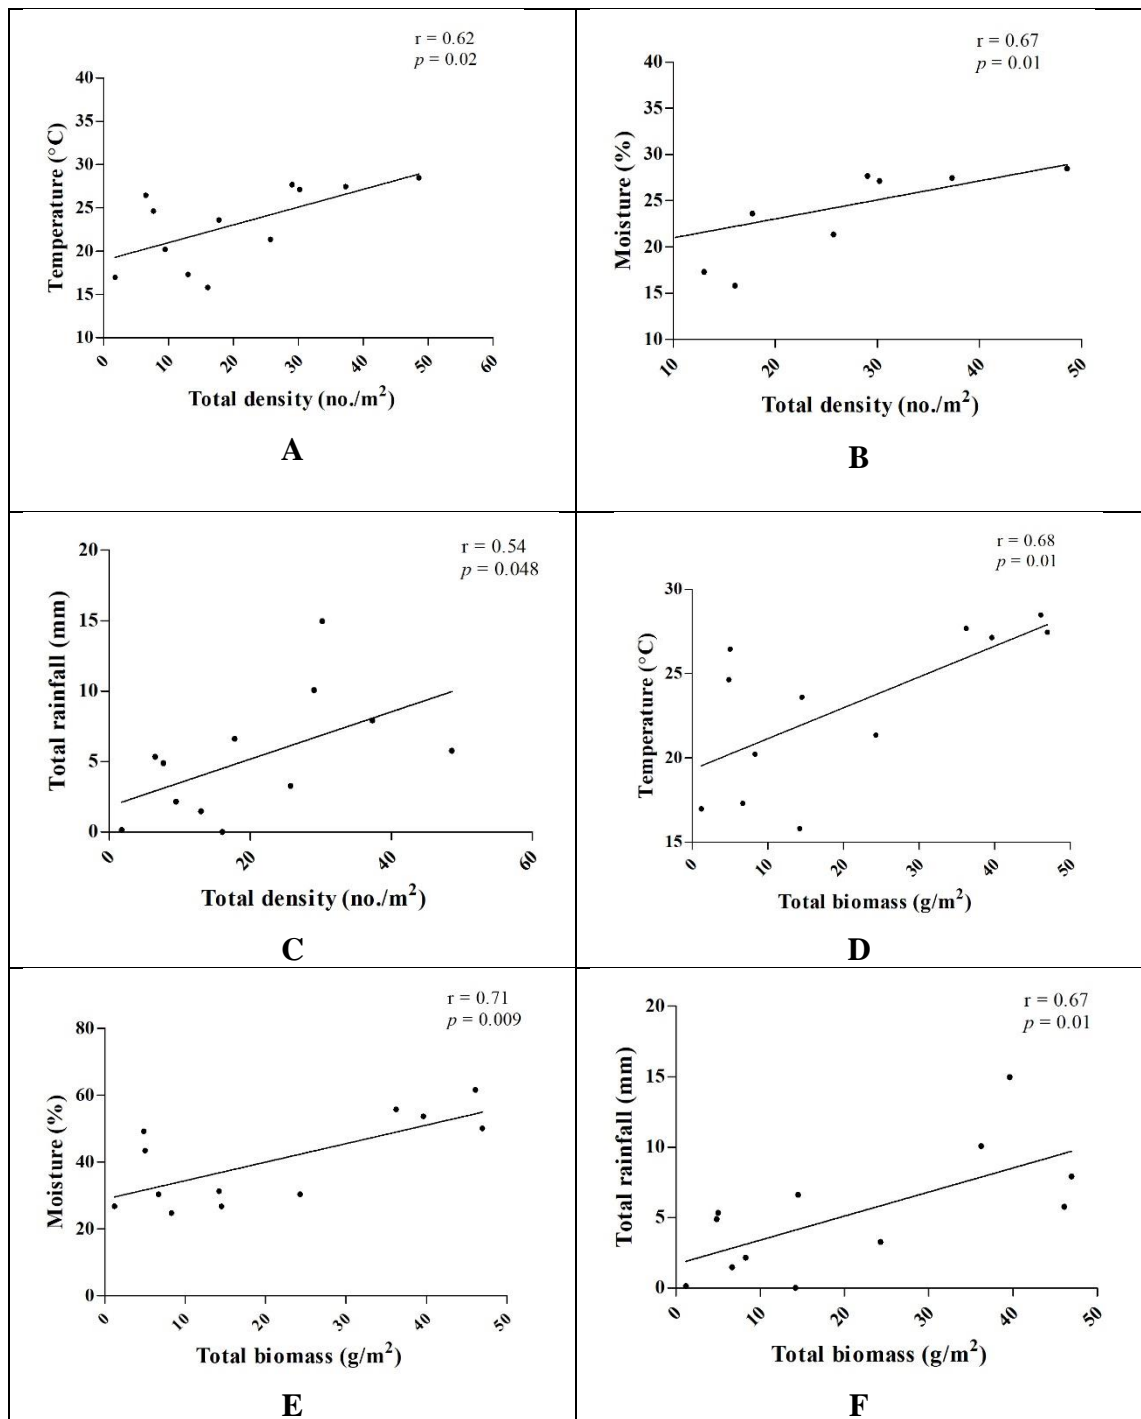 r = 0.62
p = 0.02
40
35
30
25
20
15
10
Temperature (°C)
0 10 20 30 40 50 60
Total density (no./m²)
A
r = 0.67
p = 0.01
40
35
30
25
20
15
10
Moisture (%)
10 20 30 40 50
Total density (no./m²)
B
r = 0.54
p = 0.048
20
15
10
5
0
Total rainfall (mm)
0 20 40 60
Total density (no./m²)
C
r = 0.68
p = 0.01
30
25
20
15
Temperature (°C)
0 10 20 30 40 50
Total biomass (g/m²)
D
r = 0.71
p = 0.009
80
60
40
20
0
Moisture (%)
0 10 20 30 40 50
Total biomass (g/m²)
E
r = 0.67
p = 0.01
20
15
10
5
0
Total rainfall (mm)
0 10 20 30 40 50
Total biomass (g/m²)
F